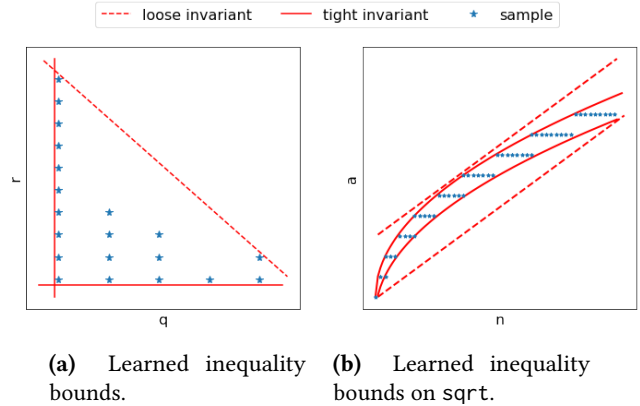 loose invariant tight invariant sample
r
q
a
n
(a) Learned inequality
bounds.
(b) Learned inequality
bounds on sqrt.